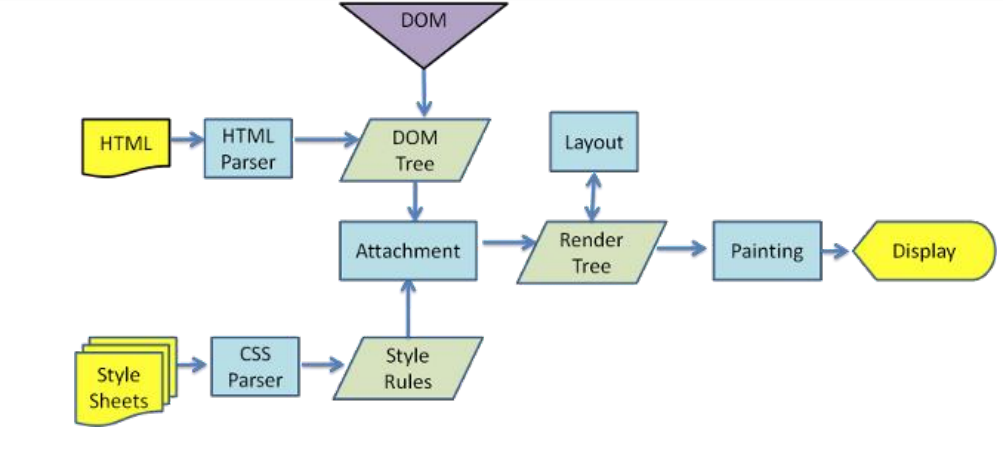 DOM
HTML
HTML
Parser
DOM
Tree
Layout
Attachment
Render
Tree
Painting
Display
Style
Sheets
CSS
Parser
Style
Rules